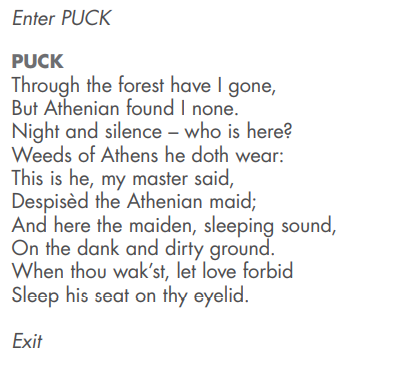 Enter PUCK
PUCK
Through the forest have I gone,
But Athenian found I none.
Night and silence – who is here?
Weeds of Athens he doth wear:
This is he, my master said,
Despisèd the Athenian maid;
And here the maiden, sleeping sound,
On the dank and dirty ground.
When thou wak’st, let love forbid
Sleep his seat on thy eyelid.
Exit